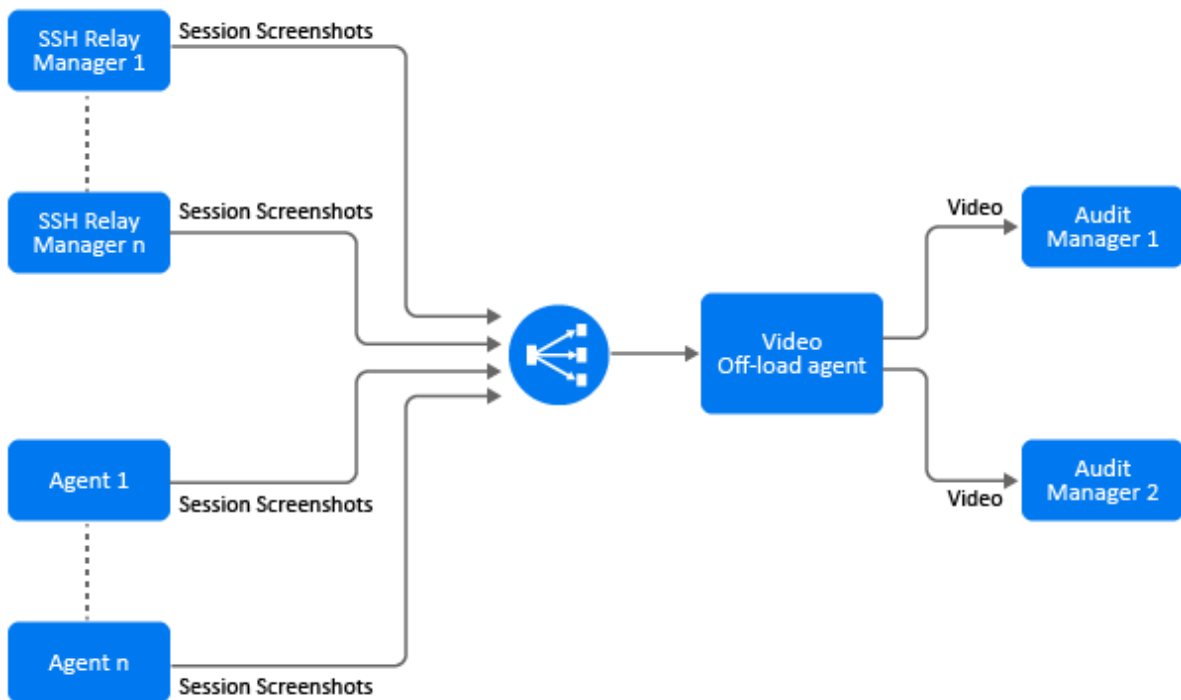 SSH Relay
Manager 1
Session Screenshots
SSH Relay
Manager n
Session Screenshots
Agent 1
Session Screenshots
Agent n
Session Screenshots
Video
Off-load agent
Video
Audit
Manager 1
Video
Audit
Manager 2